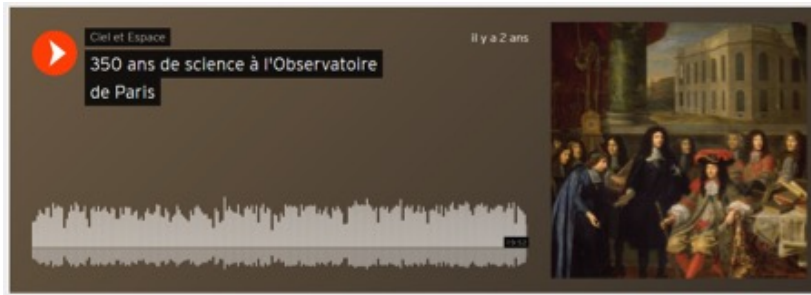 Ciel et Espace
il y a 2 ans
350 ans de science à l'Observatoire
de Paris